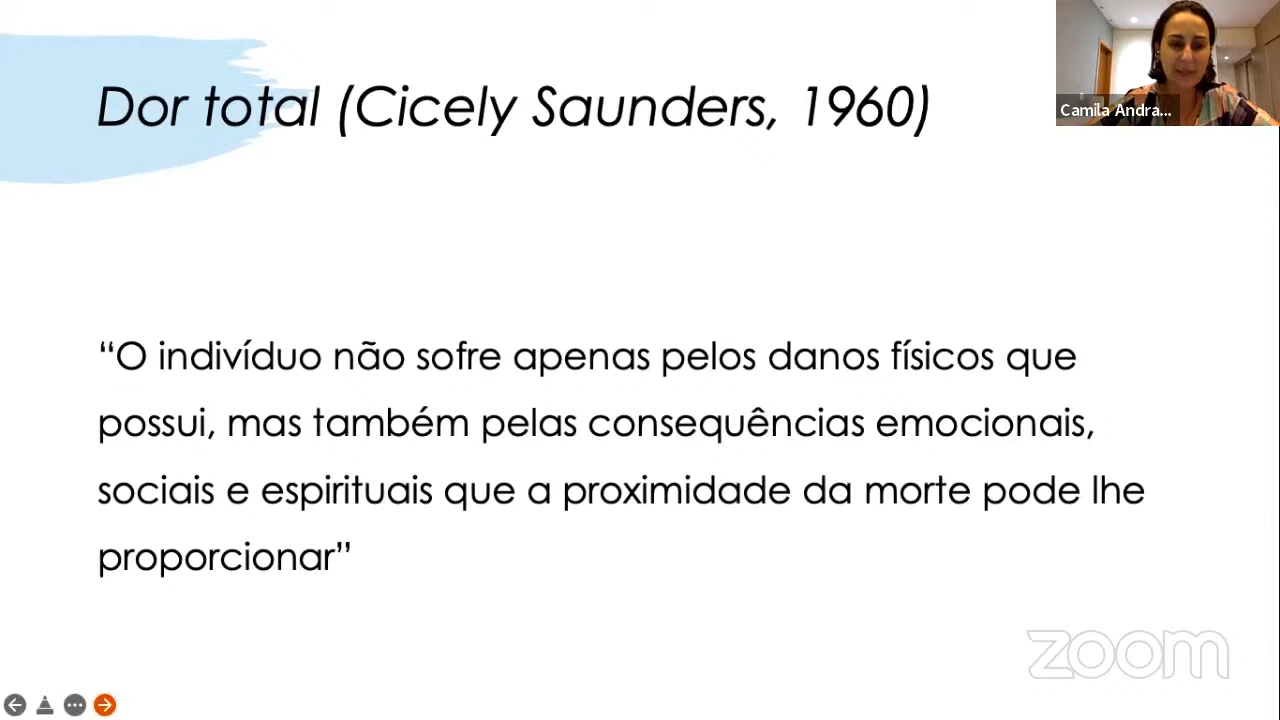 Dor total (Cicely Saunders, 1960)
Camila Andra...
“O indivíduo não sofre apenas pelos danos físicos que
possui, mas também pelas consequências emocionais,
sociais e espirituais que a proximidade da morte pode lhe
proporcionar”
zoom